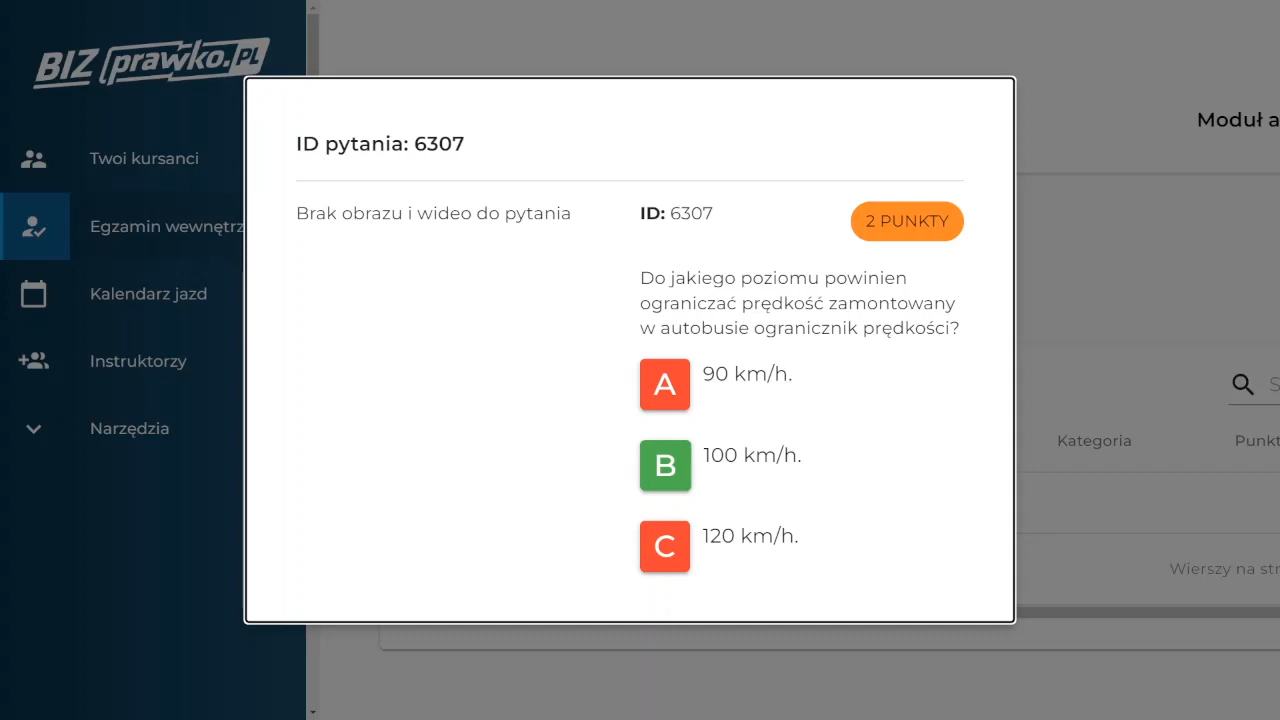 BIZ prawko.PL
Twoi kursanci
Egzamin wewnętrz
Kalendarz jazd
Instruktorzy
Narzędzia
ID pytania: 6307
Brak obrazu i wideo do pytania
ID: 6307
2 PUNKTY
Do jakiego poziomu powinien
ograniczać prędkość zamontowany
w autobusie ogranicznik prędkości?
A 90 km/h.
B 100 km/h.
C 120 km/h.
Moduł a
S
Kategoria
Punkt
Wierszy na str